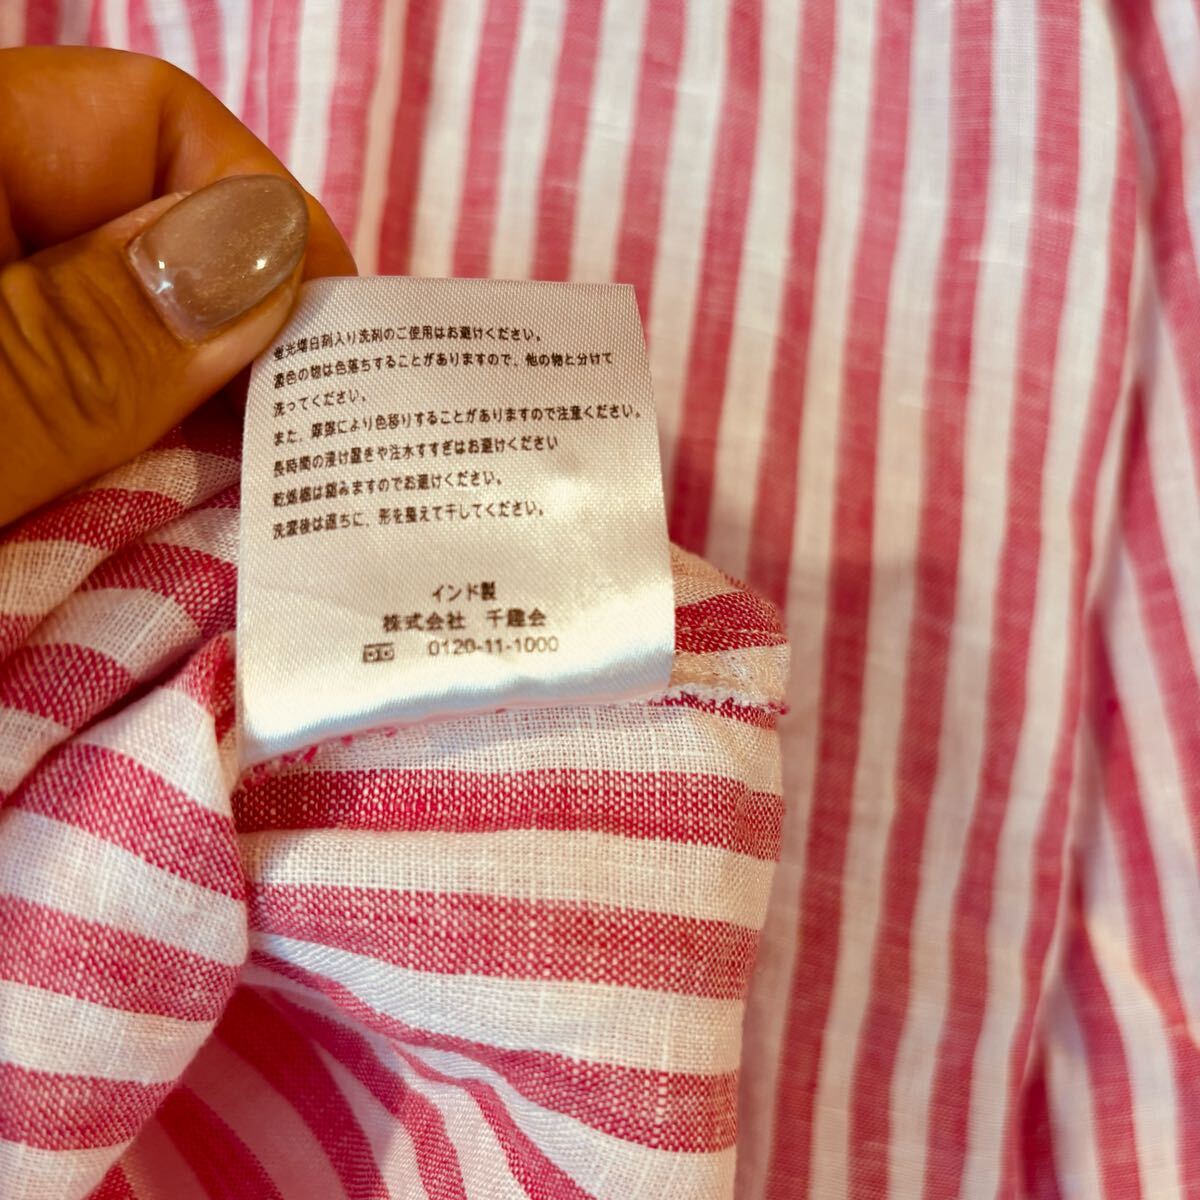 蛍光増白剤入り洗剤のご使用はお避けください。
濃色の物は色落ちすることがありますので、他の物と分けて
洗ってください。
また、摩擦により色移りすることがありますので注意ください。
長時間の浸け置きや注水すすぎはお避けください
乾燥機は縮みますのでお避けください。
洗濯後は直ちに、形を整えて干してください。
インド製
株式会社 千趣会
0120-11-1000